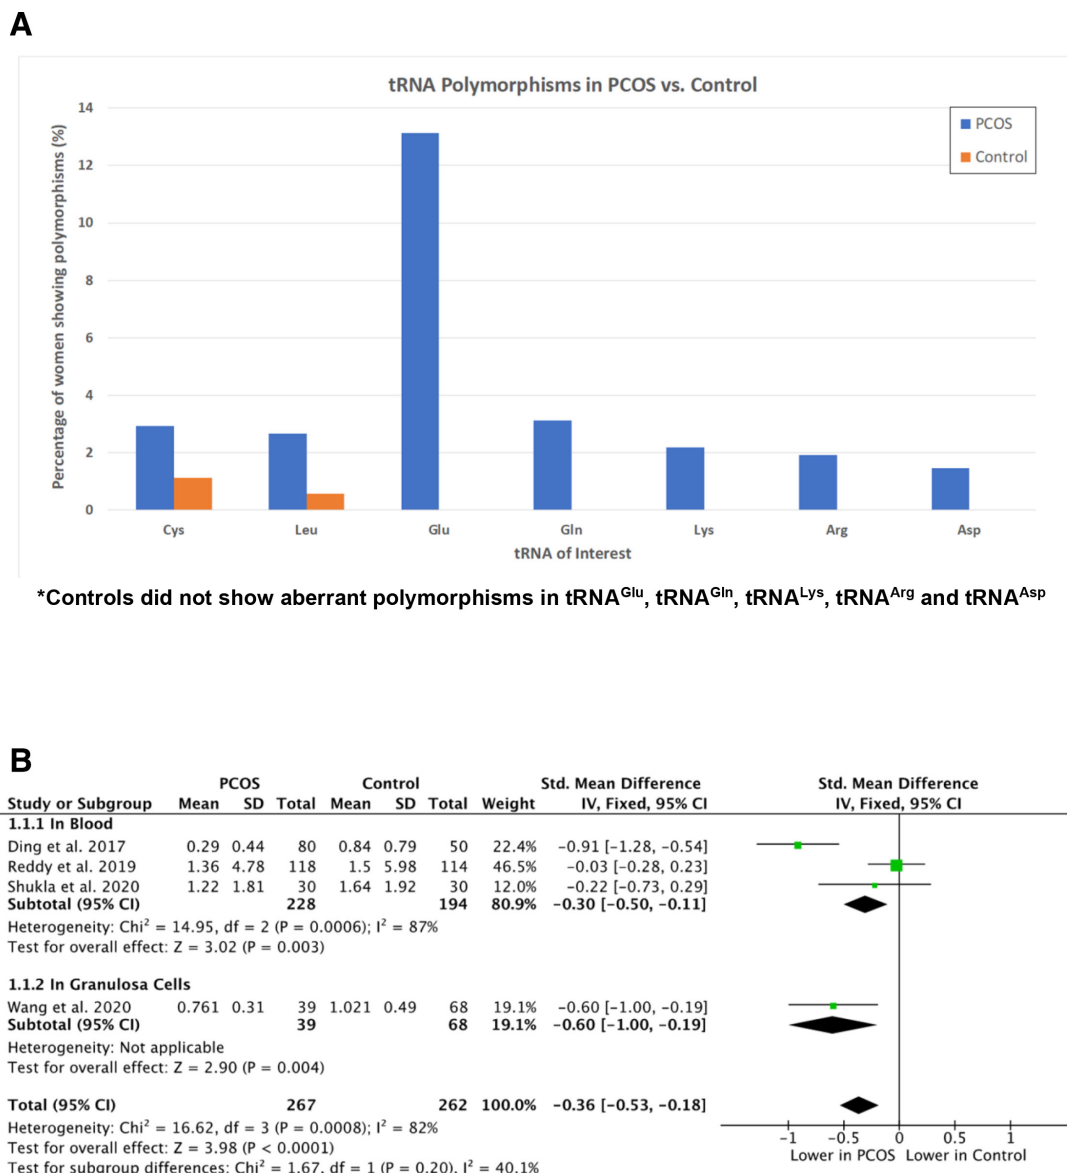 A
tRNA Polymorphisms in PCOS vs. Control
Percentage of women showing polymorphisms (%)
14
12
10
8
6
4
2
0
PCOS
Control
Cys Leu Glu Gln Lys Arg Asp
tRNA of Interest
*Controls did not show aberrant polymorphisms in tRNA^Glu, tRNA^Gln, tRNA^Lys, tRNA^Arg and tRNA^Asp
B
PCOS Control Std. Mean Difference Std. Mean Difference
Study or Subgroup Mean SD Total Mean SD Total Weight IV, Fixed, 95% CI IV, Fixed, 95% CI
1.1.1 In Blood
Ding et al. 2017 0.29 0.44 80 0.84 0.79 50 22.4% −0.91 [−1.28, −0.54]
Reddy et al. 2019 1.36 4.78 118 1.5 5.98 114 46.5% −0.03 [−0.28, 0.23]
Shukla et al. 2020 1.22 1.81 30 1.64 1.92 30 12.0% −0.22 [−0.73, 0.29]
Subtotal (95% CI) 228 194 80.9% −0.30 [−0.50, −0.11]
Heterogeneity: Chi² = 14.95, df = 2 (P = 0.0006); I² = 87%
Test for overall effect: Z = 3.02 (P = 0.003)
1.1.2 In Granulosa Cells
Wang et al. 2020 0.761 0.31 39 1.021 0.49 68 19.1% −0.60 [−1.00, −0.19]
Subtotal (95% CI) 39 68 19.1% −0.60 [−1.00, −0.19]
Heterogeneity: Not applicable
Test for overall effect: Z = 2.90 (P = 0.004)
Total (95% CI) 267 262 100.0% −0.36 [−0.53, −0.18]
Heterogeneity: Chi² = 16.62, df = 3 (P = 0.0008); I² = 82%
Test for overall effect: Z = 3.98 (P < 0.0001)
Test for subgroup differences: Chi² = 1.67, df = 1 (P = 0.20), I² = 40.1%
−1 −0.5 0 0.5 1
Lower in PCOS Lower in Control